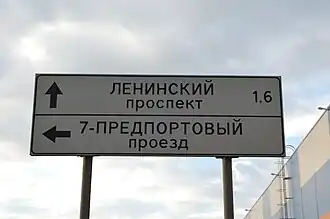 ЛЕНИНСКИЙ
проспект 1.6
7-ПРЕДПОРТОВЫЙ
проезд